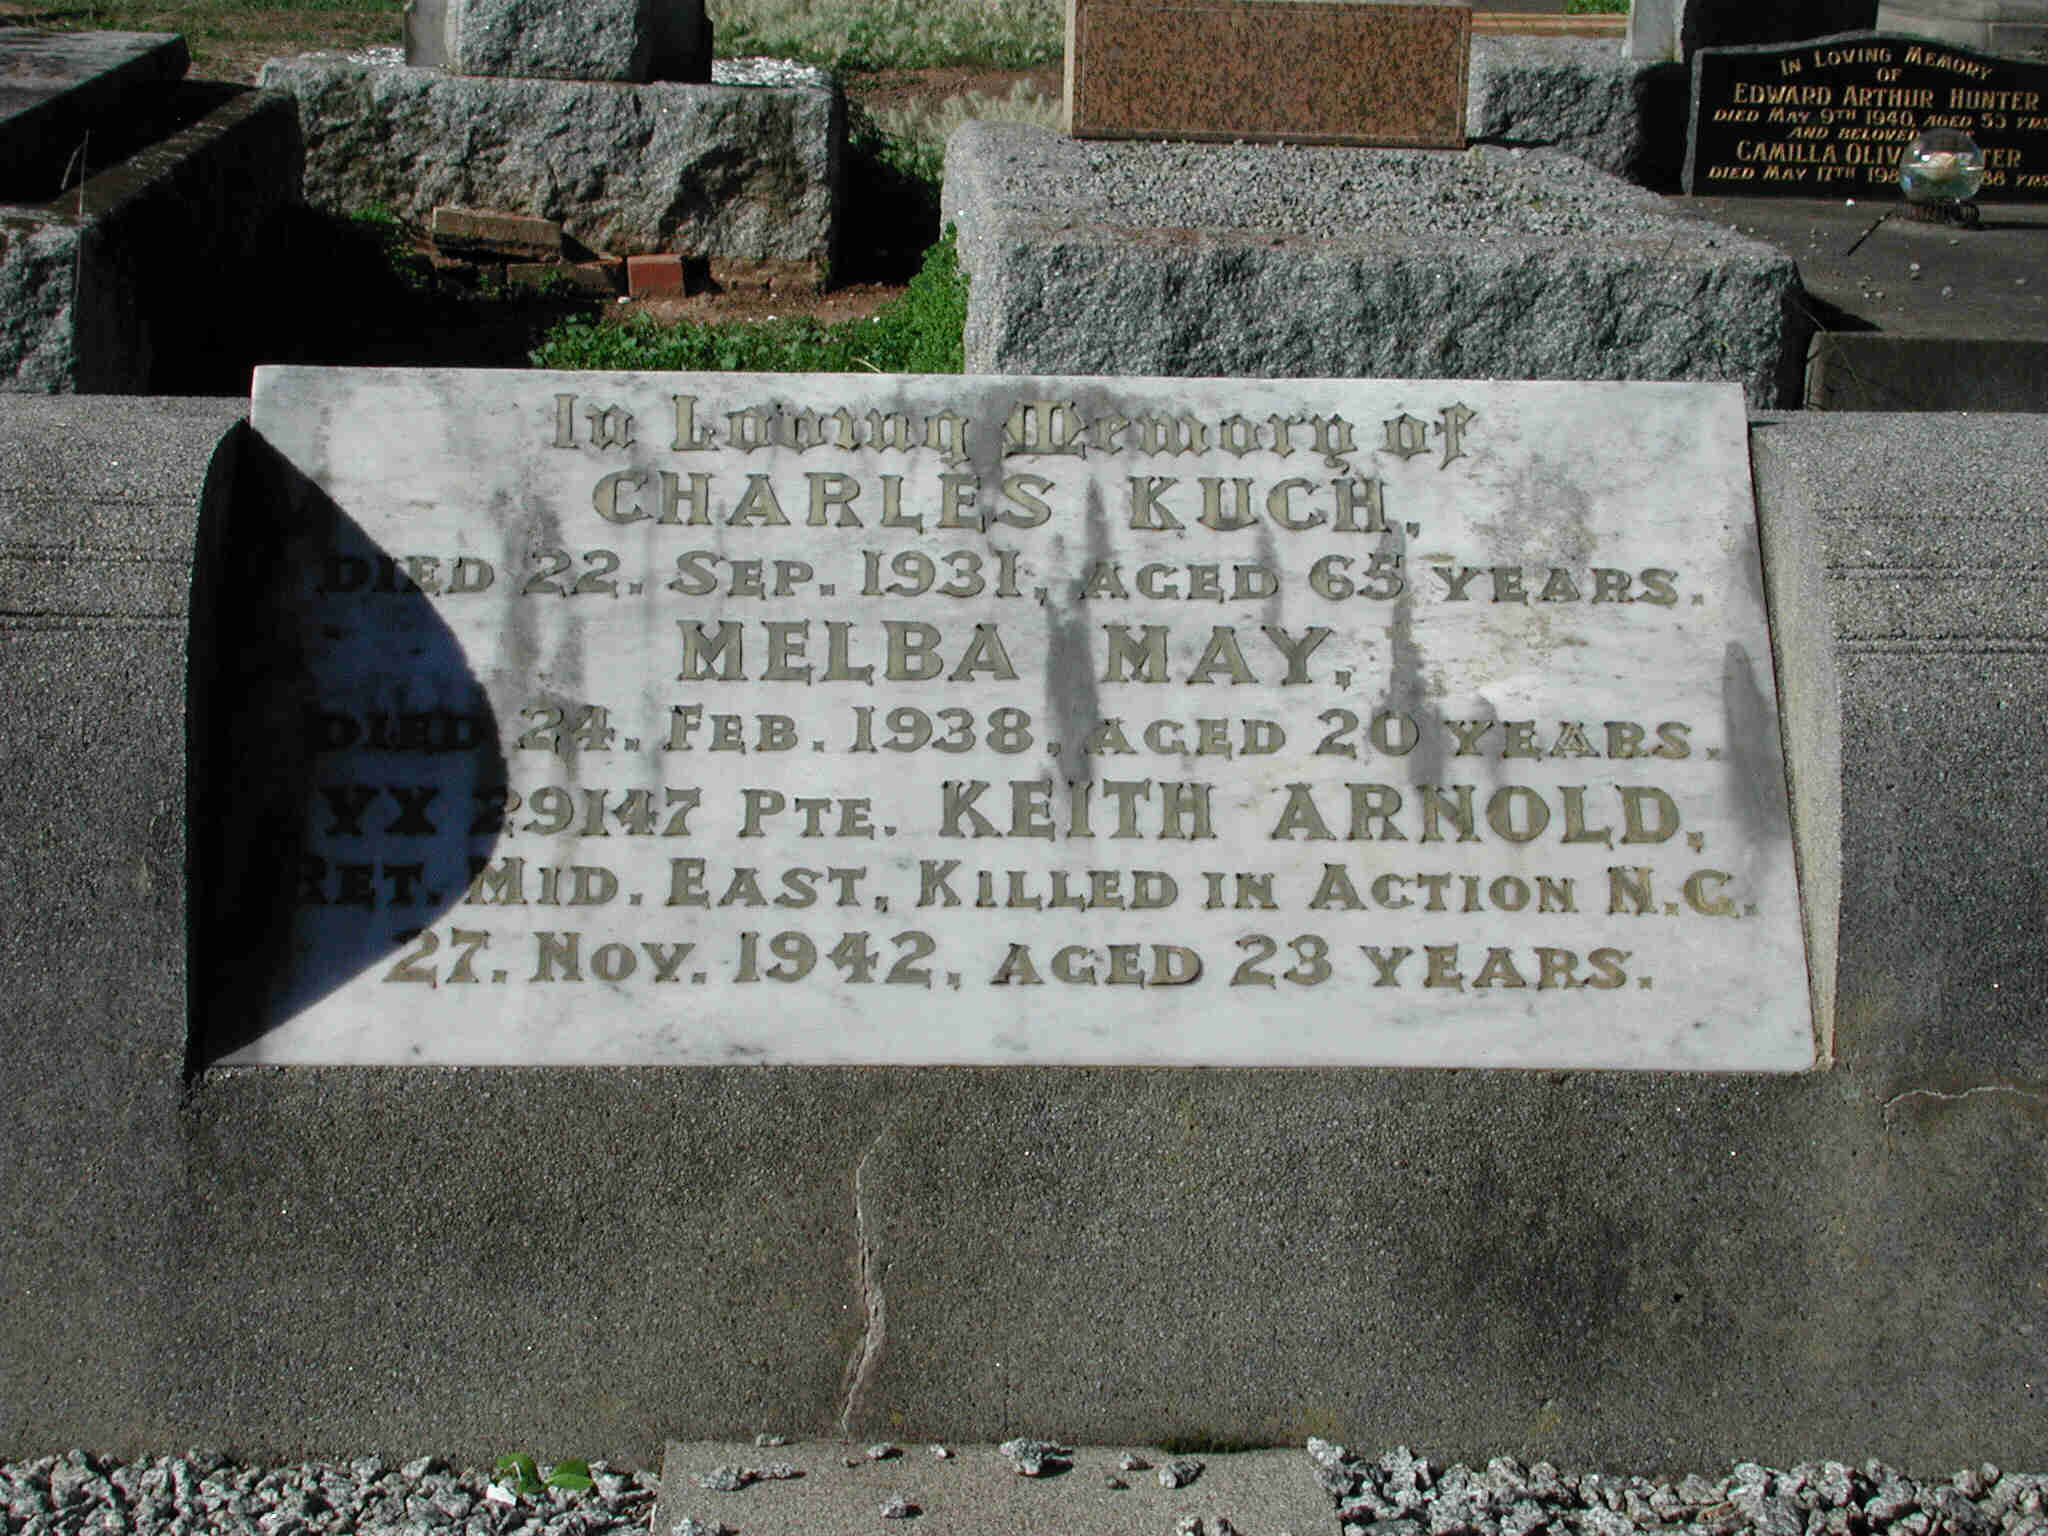 In Loving Memory of
CHARLES KUCH,
DIED 22. SEP. 1931, AGED 65 YEARS.
MELBA MAY,
DIED 24. FEB. 1938, AGED 20 YEARS.
VX 29147 PTE. KEITH ARNOLD,
RET. MID. EAST, KILLED IN ACTION N.G.
27. NOV. 1942, AGED 23 YEARS.
IN LOVING MEMORY
OF
EDWARD ARTHUR HUNTER
DIED MAY 9TH 1940, AGED 53 YRS
AND BELOVED
CAMILLA
DIED MAY 17TH 88 YRS